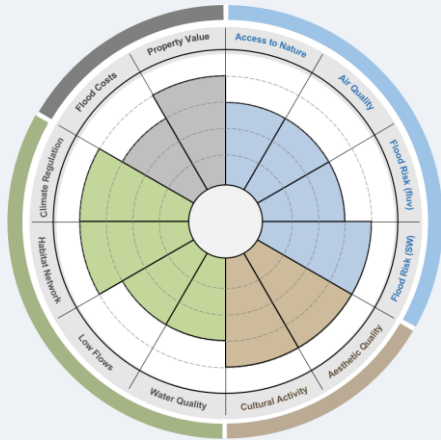 Property Value
Access to Nature
Air Quality
Flood Risk (fluv)
Flood Risk (SW)
Aesthetic Quality
Cultural Activity
Water Quality
Low Flows
Habitat Network
Climate Regulation
Flood Costs